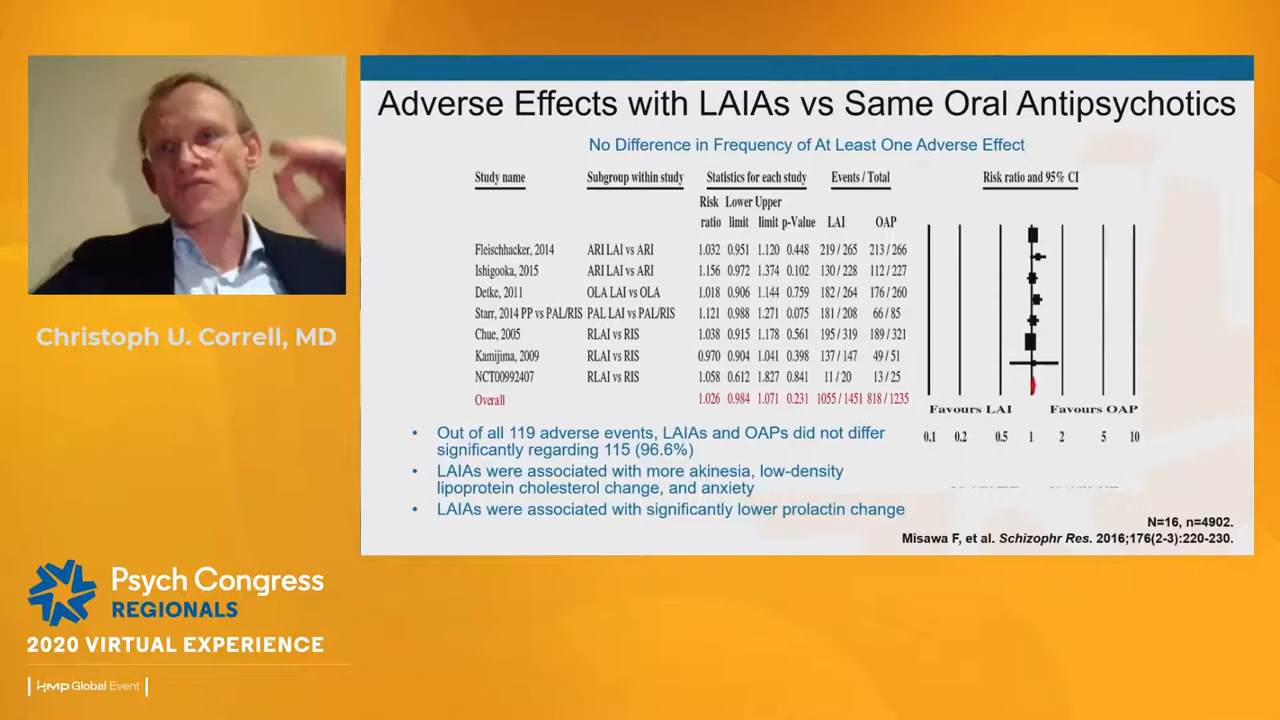 Adverse Effects with LAIAs vs Same Oral Antipsychotics
No Difference in Frequency of At Least One Adverse Effect
Study name Subgroup within study Statistics for each study Events / Total Risk ratio and 95% CI
Risk Lower Upper
ratio limit limit p-Value LAI OAP
Fleischhacker, 2014 ARI LAI vs ARI 1.032 0.951 1.120 0.448 219 / 265 213 / 266
Ishigooka, 2015 ARI LAI vs ARI 1.156 0.972 1.374 0.102 130 / 228 112 / 227
Detke, 2011 OLA LAI vs OLA 1.018 0.906 1.144 0.759 182 / 264 176 / 260
Starr, 2014 PP vs PAL/RIS PAL LAI vs PAL/RIS 1.121 0.988 1.271 0.075 181 / 208 66 / 85
Chue, 2005 RLAI vs RIS 1.038 0.915 1.178 0.561 195 / 319 189 / 321
Kamijima, 2009 RLAI vs RIS 0.970 0.904 1.041 0.398 137 / 147 49 / 51
NCT00992407 RLAI vs RIS 1.058 0.612 1.827 0.841 11 / 20 13 / 25
Overall 1.026 0.984 1.071 0.231 1055 / 1451 818 / 1235
Favours LAI Favours OAP
0.1 0.2 0.5 1 2 5 10
• Out of all 119 adverse events, LAIAs and OAPs did not differ
significantly regarding 115 (96.6%)
• LAIAs were associated with more akinesia, low-density
lipoprotein cholesterol change, and anxiety
• LAIAs were associated with significantly lower prolactin change
N=16, n=4902.
Misawa F, et al. Schizophr Res. 2016;176(2-3):220-230.
Christoph U. Correll, MD
Psych Congress
REGIONALS
2020 VIRTUAL EXPERIENCE
HMP Global Event